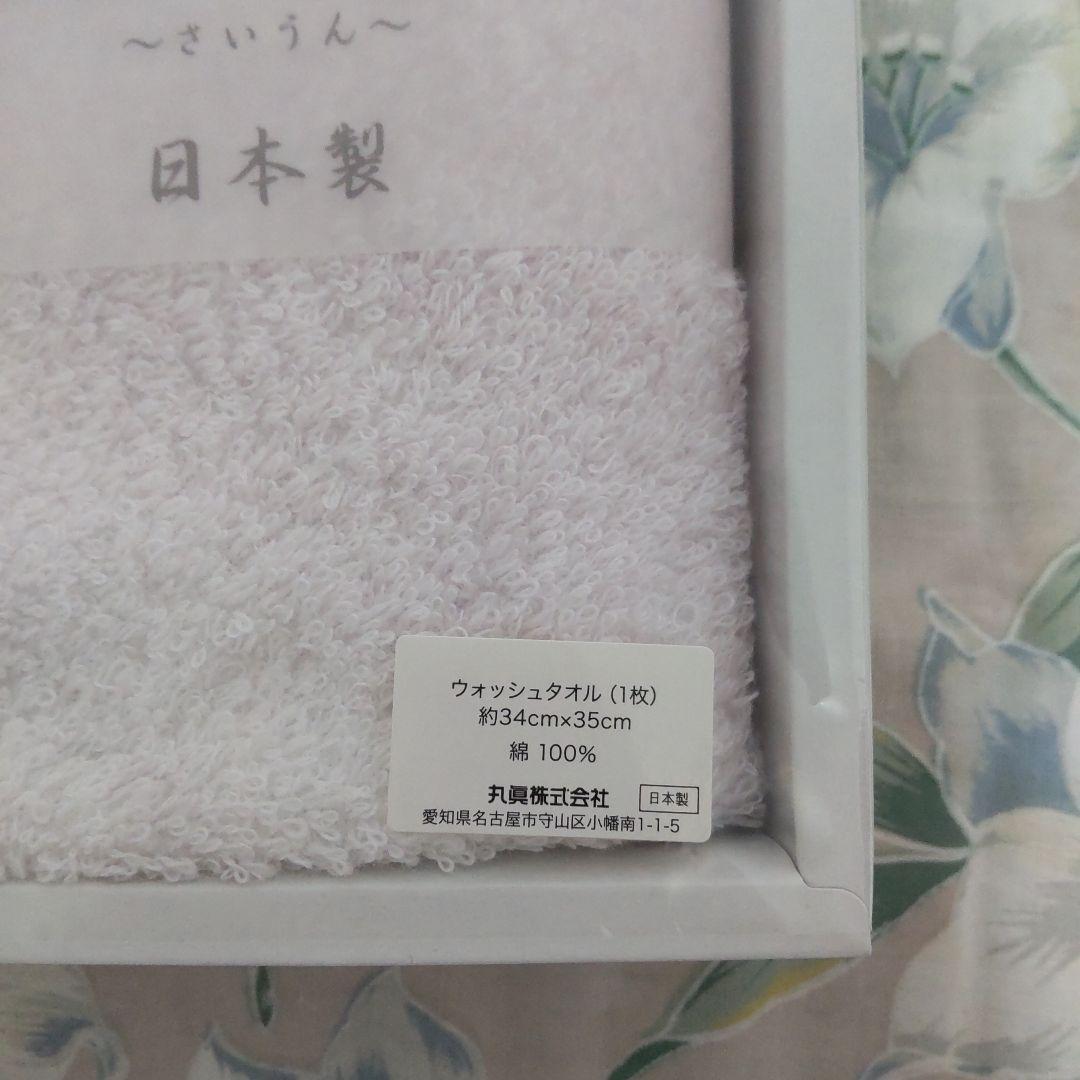 ～さいうん～
日本製
ウォッシュタオル（1枚）
約34cm×35cm
綿 100%
丸眞株式会社 日本製
愛知県名古屋市守山区小幡南1-1-5